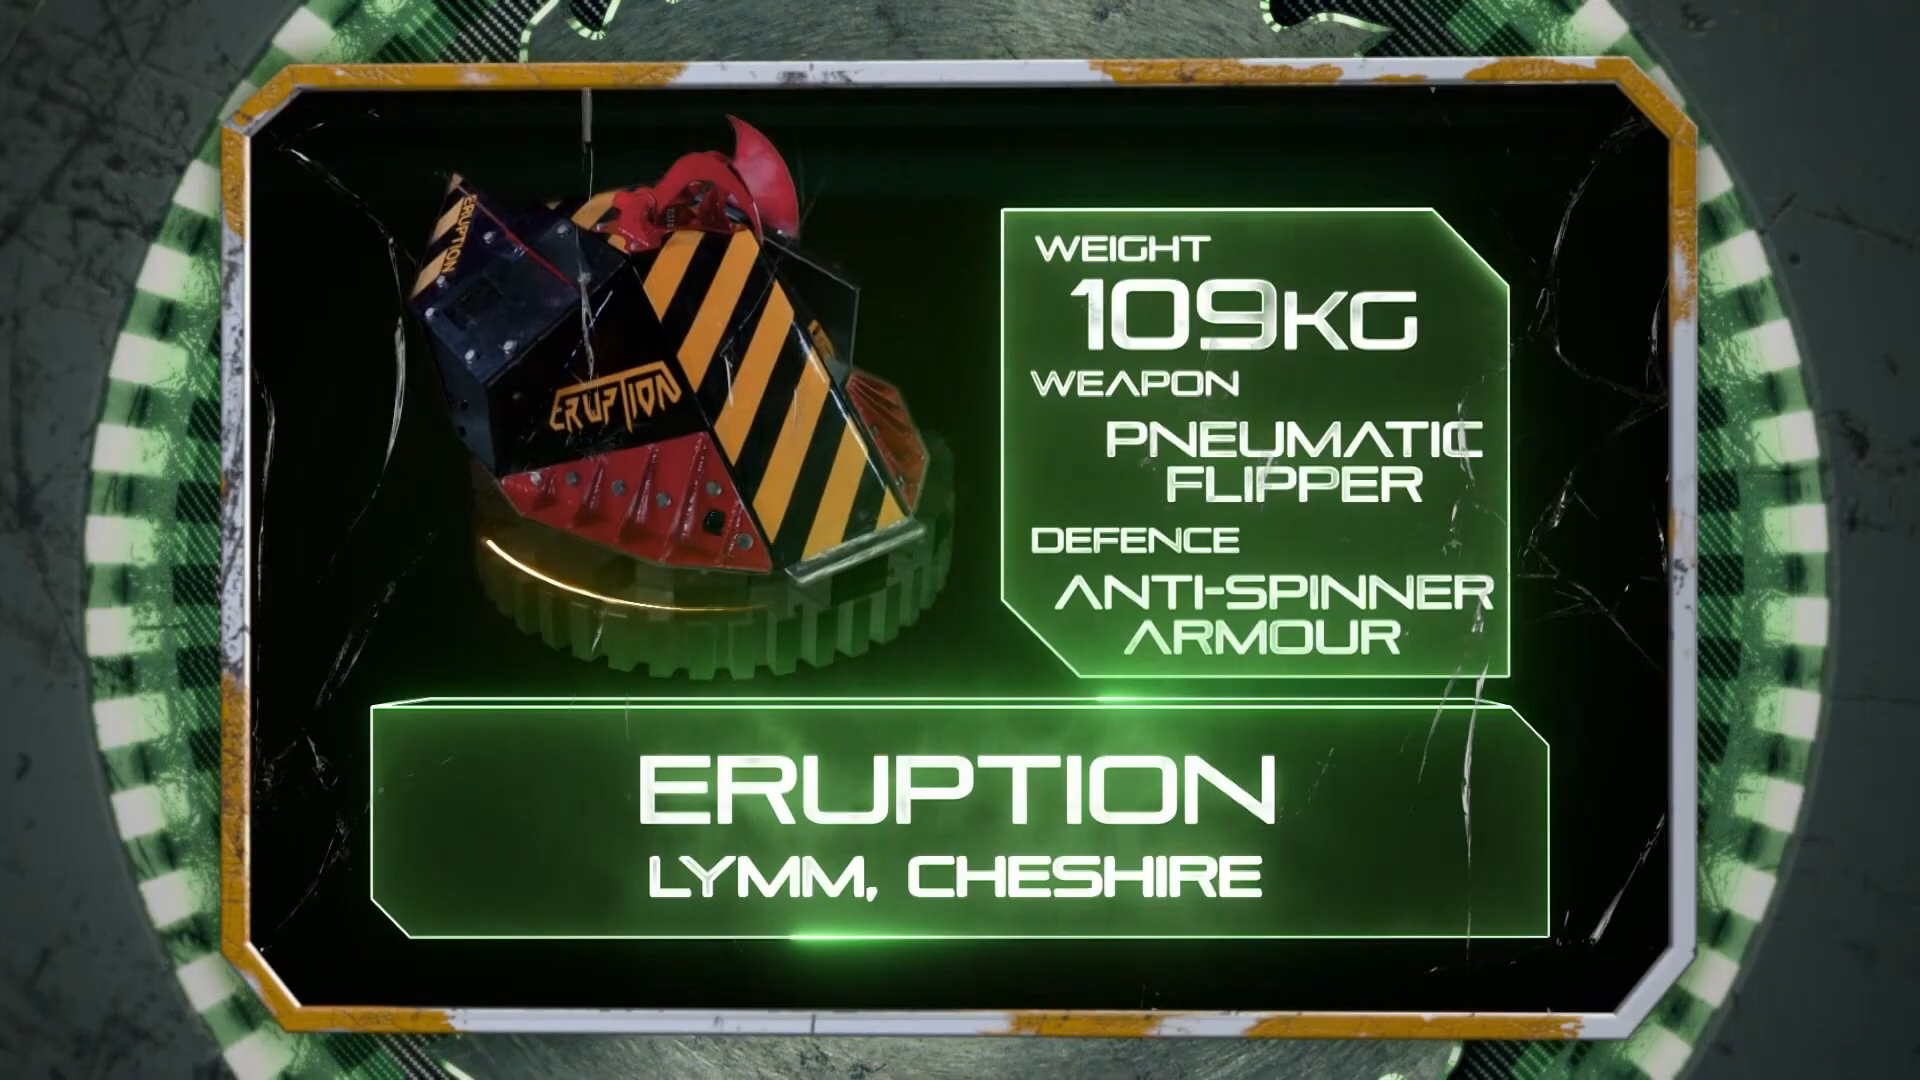 ERUPTION
ERUPTION
WEIGHT
109KG
WEAPON
PNEUMATIC
FLIPPER
DEFENCE
ANTI-SPINNER
ARMOUR
ERUPTION
LYMM, CHESHIRE